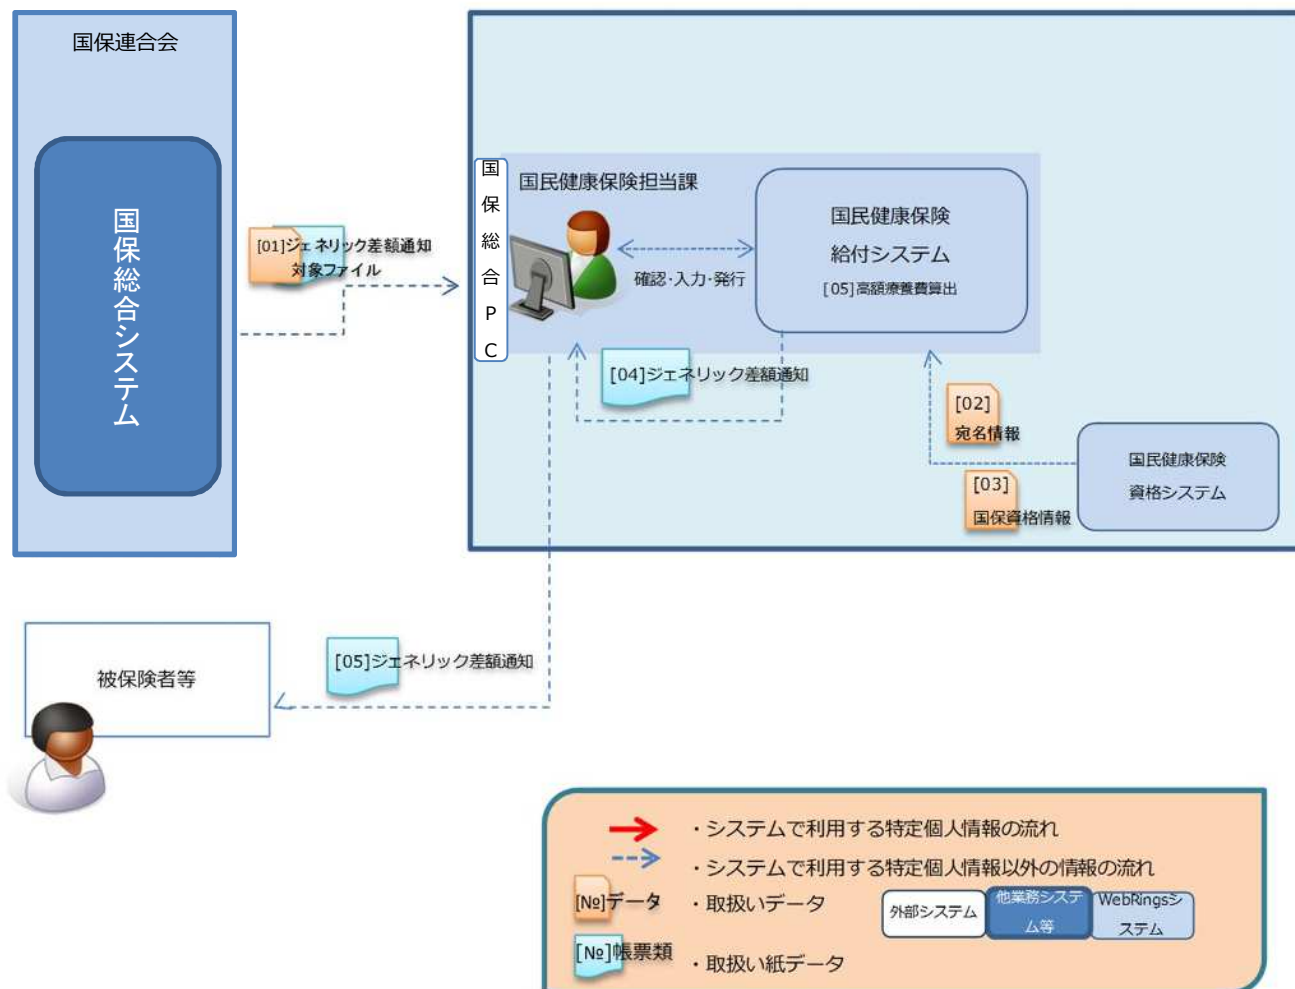 国保連合会
国保総合システム
[01]ジェネリック差額通知
対象ファイル
国保総合PC
国民健康保険担当課
確認・入力・発行
国民健康保険
給付システム
[05]高額療養費算出
[04]ジェネリック差額通知
[02]
宛名情報
[03]
国保資格情報
国民健康保険
資格システム
[05]ジェネリック差額通知
被保険者等
・システムで利用する特定個人情報の流れ
・システムで利用する特定個人情報以外の情報の流れ
[№]データ
・取扱いデータ
外部システム
他業務システ
ム等
WebRingsシ
ステム
[№]帳票類
・取扱い紙データ